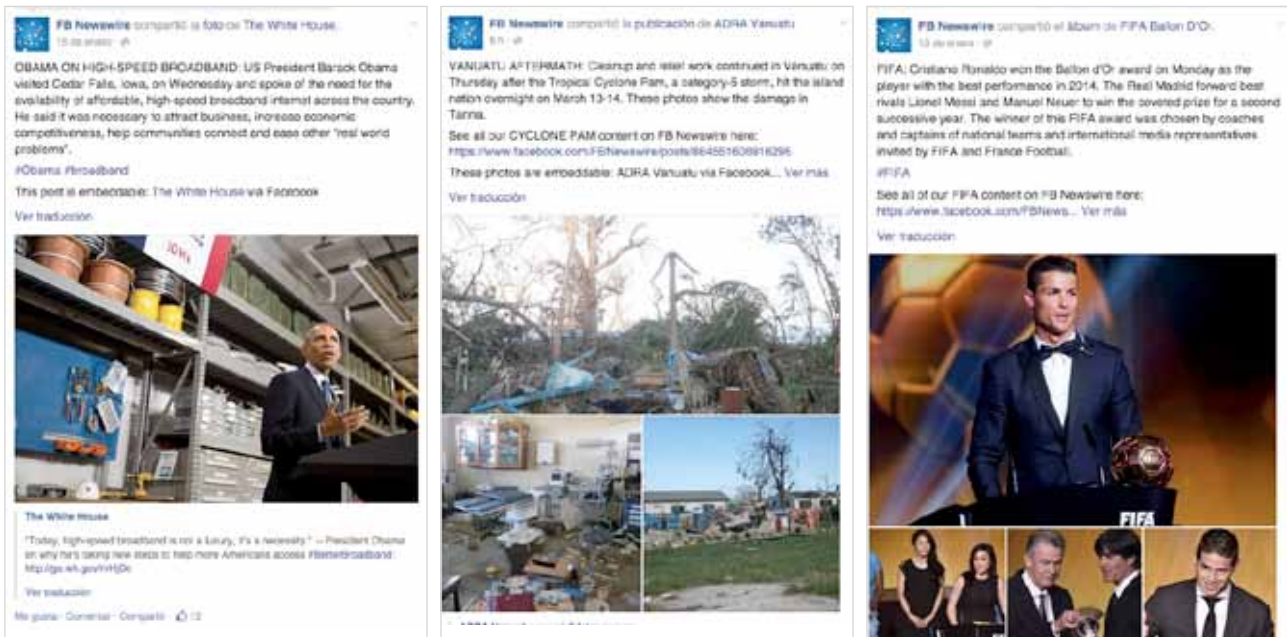 FB Newswire compartió la foto de The White House.
15 de enero
OBAMA ON HIGH-SPEED BROADBAND: US President Barack Obama
visited Cedar Falls, Iowa, on Wednesday and spoke of the need for the
availability of affordable, high-speed broadband internet across the country.
He said it was necessary to attract business, increase economic
competitiveness, help communities connect and ease other "real world
problems".
#Obama #broadband
This post is embeddable: The White House via Facebook
Ver traducción
IOWA
The White House
"Today, high-speed broadband is not a luxury, it's a necessity." — President Obama
on why he's taking new steps to help more Americans access #BetterBroadband:
Ver traducción
Me gusta · Comentar · Compartir
FB Newswire compartió la publicación de ADRA Vanuatu
VANUATU AFTERMATH: Cleanup and relief work continued in Vanuatu on
Thursday after the Tropical Cyclone Pam, a category-5 storm, hit the island
nation overnight on March 13-14. These photos show the damage in
Tanna.
See all our CYCLONE PAM content on FB Newswire here:
These photos are embeddable: ADRA Vanuatu via Facebook... Ver más
Ver traducción
FB Newswire compartió el álbum de FIFA Ballon D'Or.
de enero
FIFA: Cristiano Ronaldo won the Ballon d'Or award on Monday as the
player with the best performance in 2014. The Real Madrid forward beat
rivals Lionel Messi and Manuel Neuer to win the coveted prize for a second
successive year. The winner of this FIFA award was chosen by coaches
and captains of national teams and international media representatives
invited by FIFA and France Football.
#FIFA
See all of our FIFA content on FB Newswire here:
https://www.facebook.com/FBNews... Ver más
Ver traducción
FIFA